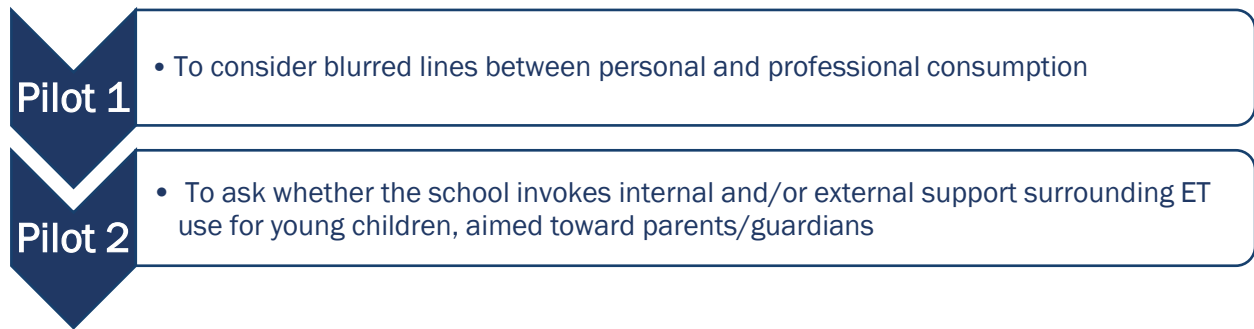 Pilot 1
• To consider blurred lines between personal and professional consumption
Pilot 2
• To ask whether the school invokes internal and/or external support surrounding ET
use for young children, aimed toward parents/guardians